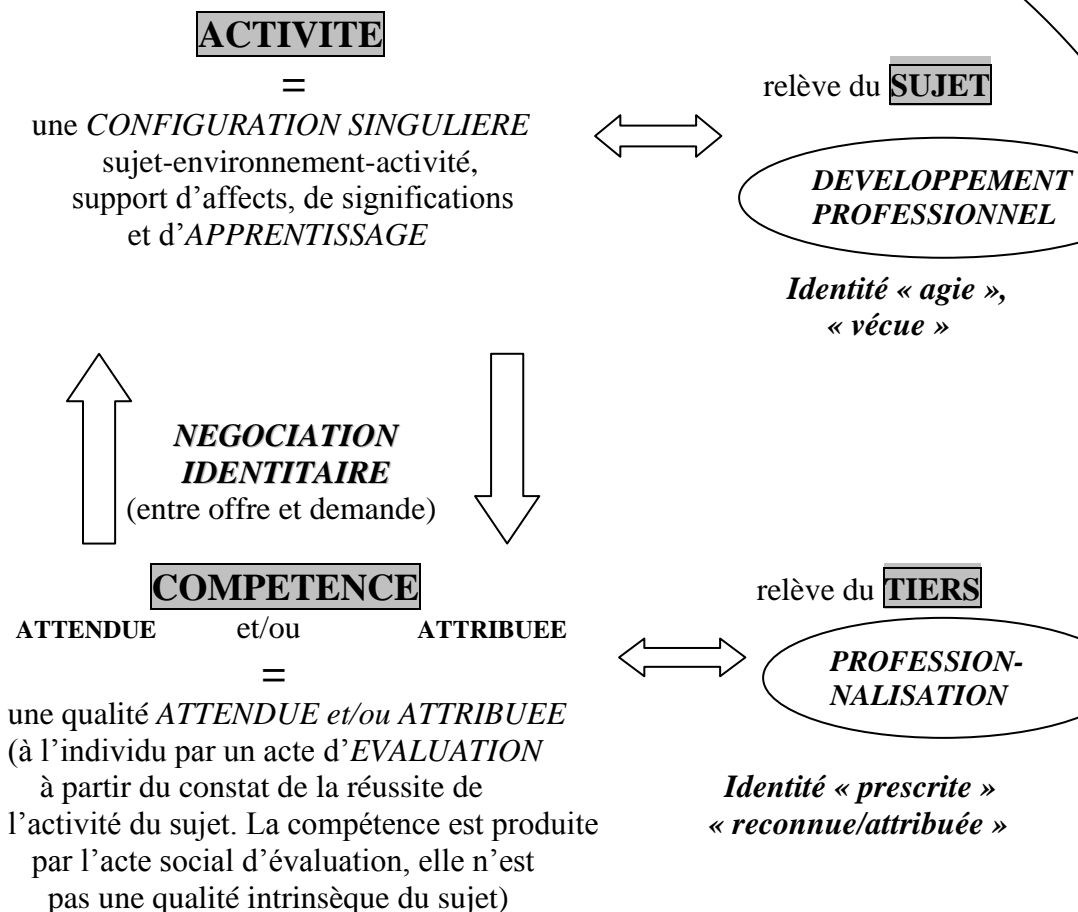 ACTIVITE
=
une CONFIGURATION SINGULIERE
sujet-environnement-activité,
support d’affects, de significations
et d’APPRENTISSAGE
relève du SUJET
DEVELOPPEMENT
PROFESSIONNEL
Identité « agie »,
« vécue »
NEGOCIATION
IDENTITAIRE
(entre offre et demande)
COMPETENCE
ATTENDUE et/ou ATTRIBUEE
=
une qualité ATTENDUE et/ou ATTRIBUEE
(à l’individu par un acte d’EVALUATION
à partir du constat de la réussite de
l’activité du sujet. La compétence est produite
par l’acte social d’évaluation, elle n’est
pas une qualité intrinsèque du sujet)
relève du TIERS
PROFESSION-
NALISATION
Identité « prescrite »
« reconnue/attribuée »